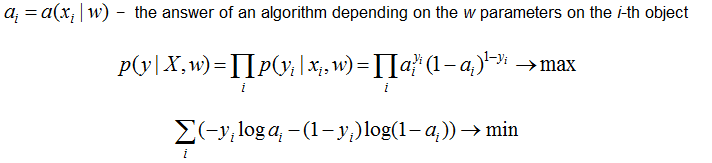 aᵢ = a(xᵢ | w) – the answer of an algorithm depending on the w parameters on the i-th object
p(y | X, w) = ∏ᵢ p(yᵢ | xᵢ, w) = ∏ᵢ aᵢ^{yᵢ} (1 − aᵢ)^{1−yᵢ} → max
∑ᵢ (−yᵢ log aᵢ − (1 − yᵢ) log(1 − aᵢ)) → min